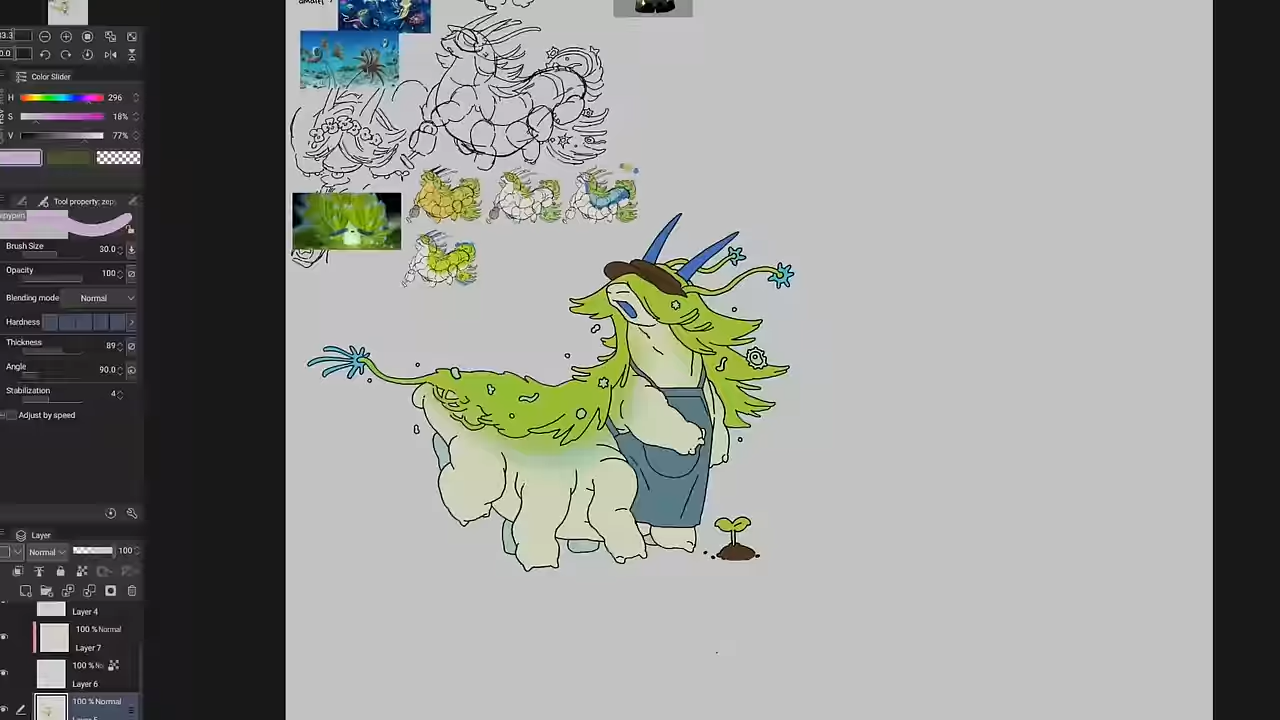 Color Slider
H 296
S 18%
V 77%
Tool property: zep
Brush Size 30.0
Opacity 100
Blending mode Normal
Hardness
Thickness 89
Angle 90.0
Stabilization 4
Adjust by speed
Layer
Normal 100
Layer 4
100 % Normal
Layer 7
100 %
Layer 6
100 % Normal